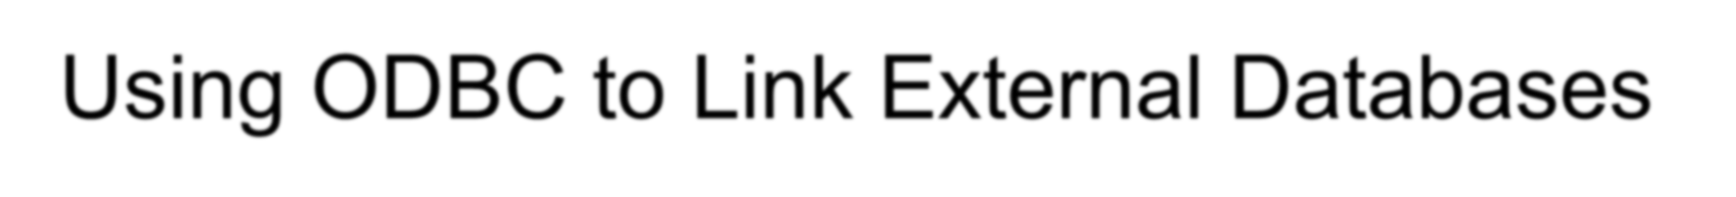 Using ODBC to Link External Databases